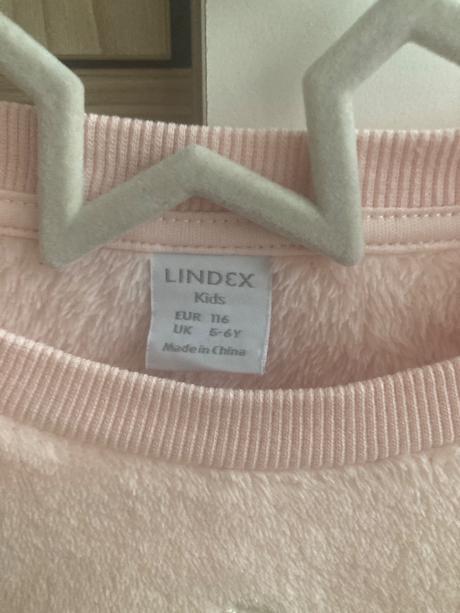 LINDEX
Kids
EUR 116
UK 5-6Y
Made in China